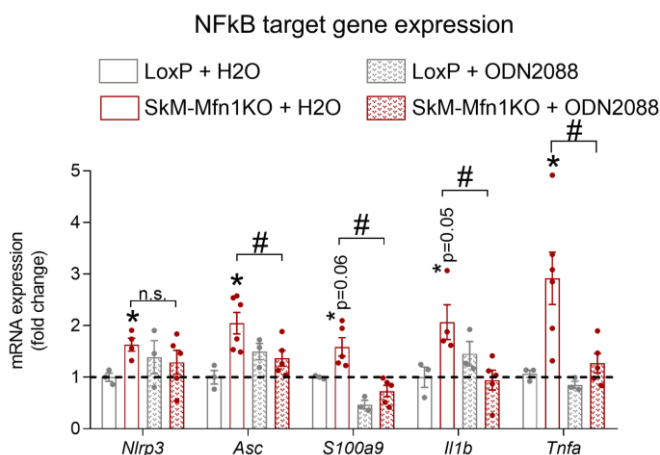 NFkB target gene expression
LoxP + H2O
LoxP + ODN2088
SkM-Mfn1KO + H2O
SkM-Mfn1KO + ODN2088
mRNA expression
(fold change)
5
4
3
2
1
0
n.s.
*
*
#
* p=0.06
#
* p=0.05
#
*
#
Nlrp3
Asc
S100a9
Il1b
Tnfa